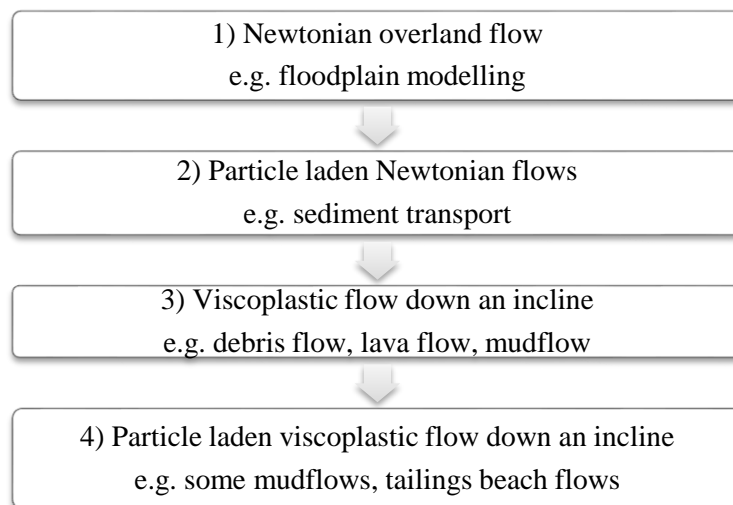 1) Newtonian overland flow
e.g. floodplain modelling
2) Particle laden Newtonian flows
e.g. sediment transport
3) Viscoplastic flow down an incline
e.g. debris flow, lava flow, mudflow
4) Particle laden viscoplastic flow down an incline
e.g. some mudflows, tailings beach flows